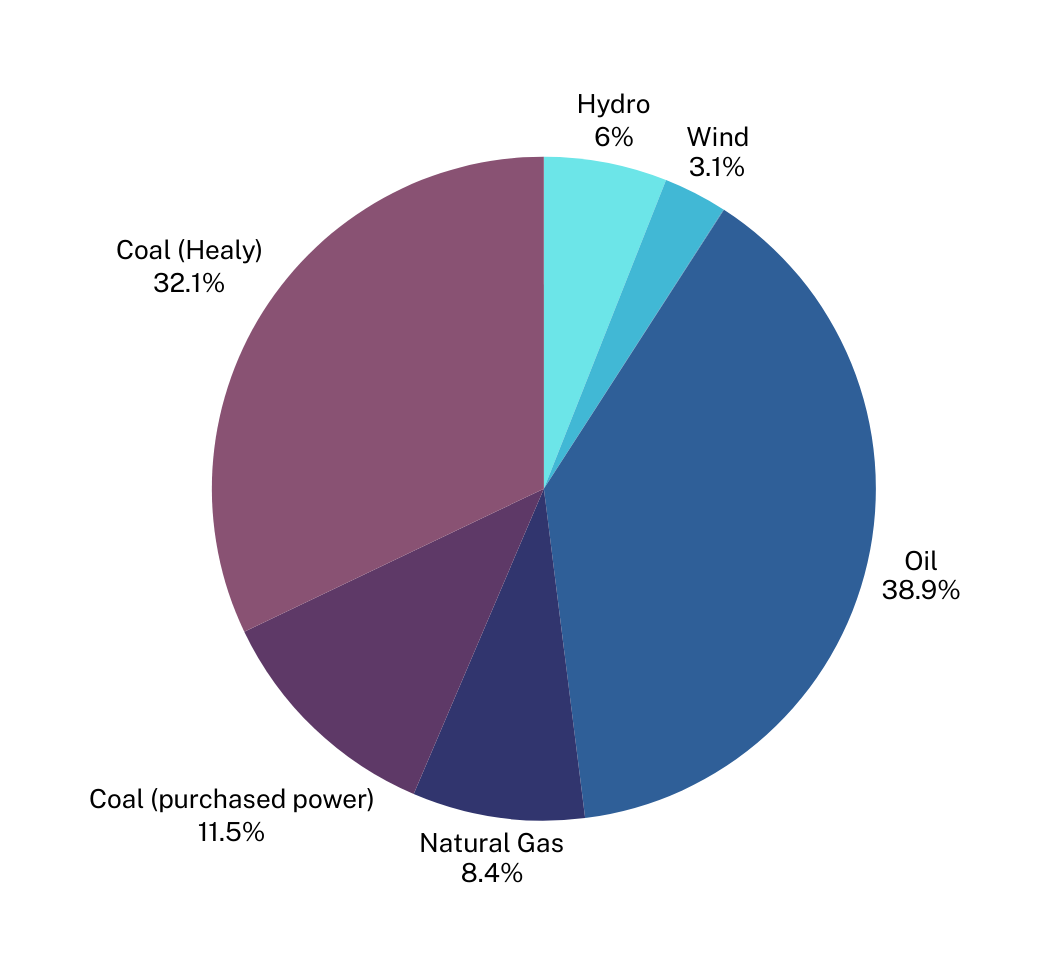 Hydro
6%
Wind
3.1%
Coal (Healy)
32.1%
Oil
38.9%
Coal (purchased power)
11.5%
Natural Gas
8.4%